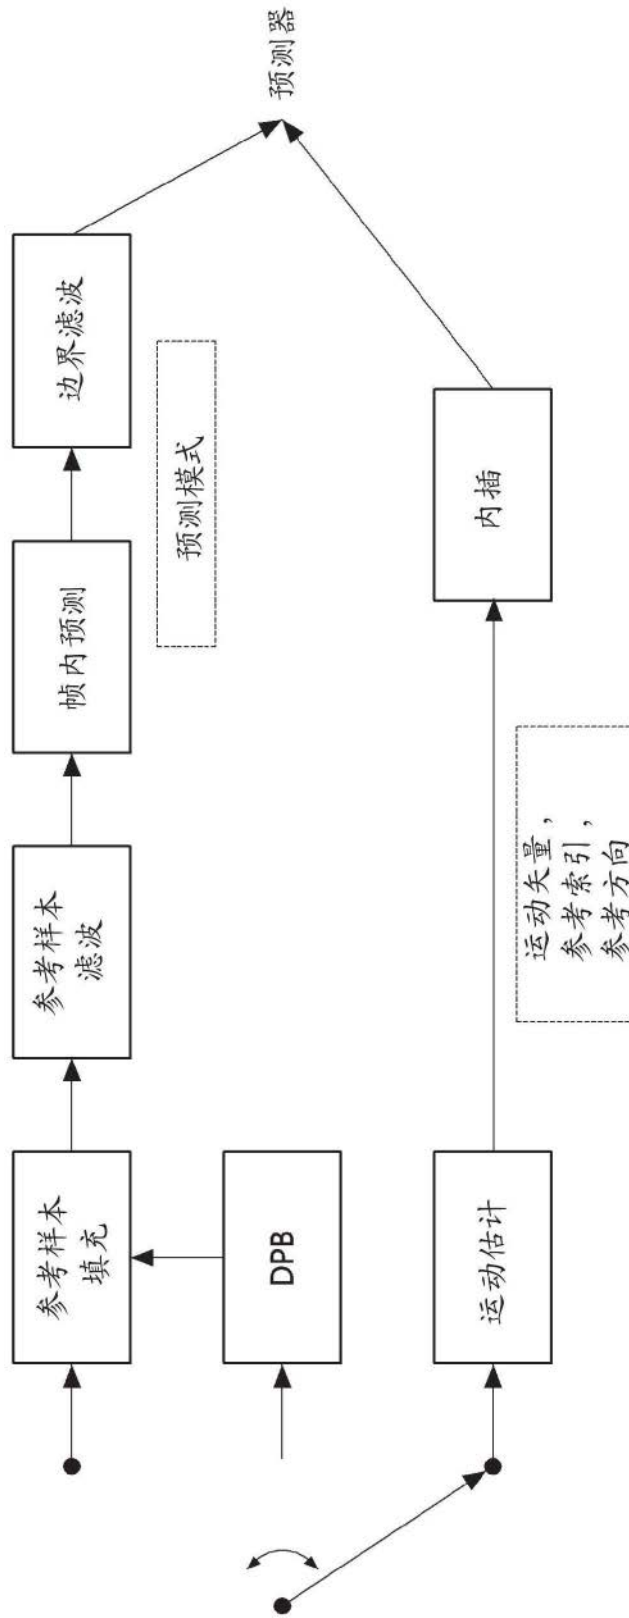 参考样本
填充
参考样本
滤波
帧内预测
边界滤波
预测模式
预测器
DPB
运动估计
运动矢量，
参考索引，
参考方向
内插